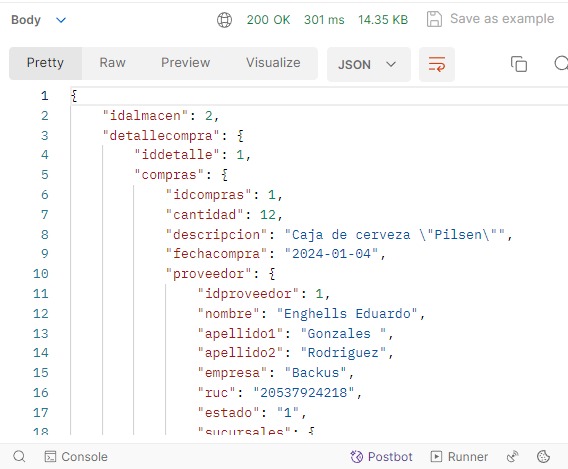 Body 200 OK 301 ms 14.35 KB Save as example
Pretty Raw Preview Visualize JSON
1 {
2 "idalmacen": 2,
3 "detallecompra": {
4 "iddetalle": 1,
5 "compras": {
6 "idcompras": 1,
7 "cantidad": 12,
8 "descripcion": "Caja de cerveza \"Pilsen\"",
9 "fechacompra": "2024-01-04",
10 "proveedor": {
11 "idproveedor": 1,
12 "nombre": "Enghells Eduardo",
13 "apellido1": "Gonzales ",
14 "apellido2": "Rodriguez",
15 "empresa": "Backus",
16 "ruc": "20537924218",
17 "estado": "1",
18 "sucursales": {
Console Postbot Runner